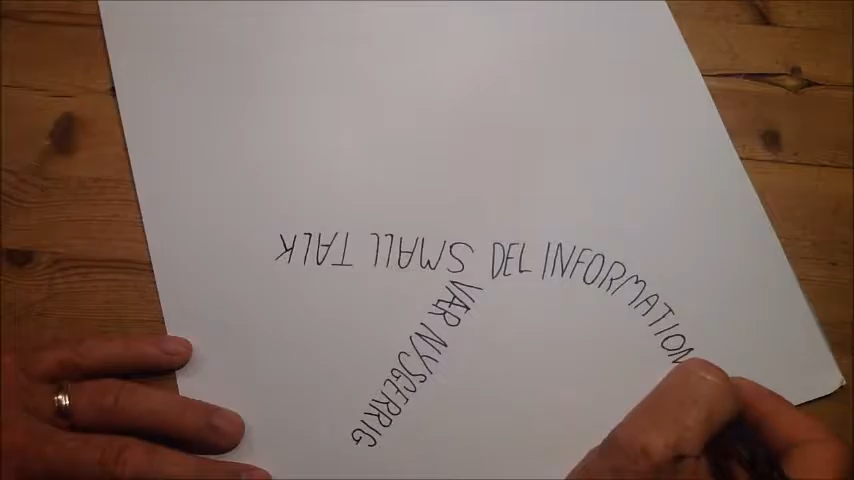 SMALL TALK
DEL INFORMATION
VAR NYSGERRIG